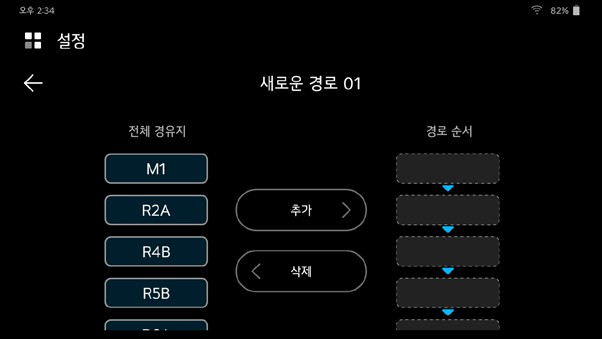 오후 2:34
82%
설정
새로운 경로 01
전체 경유지
경로 순서
M1
R2A
추가
R4B
삭제
R5B